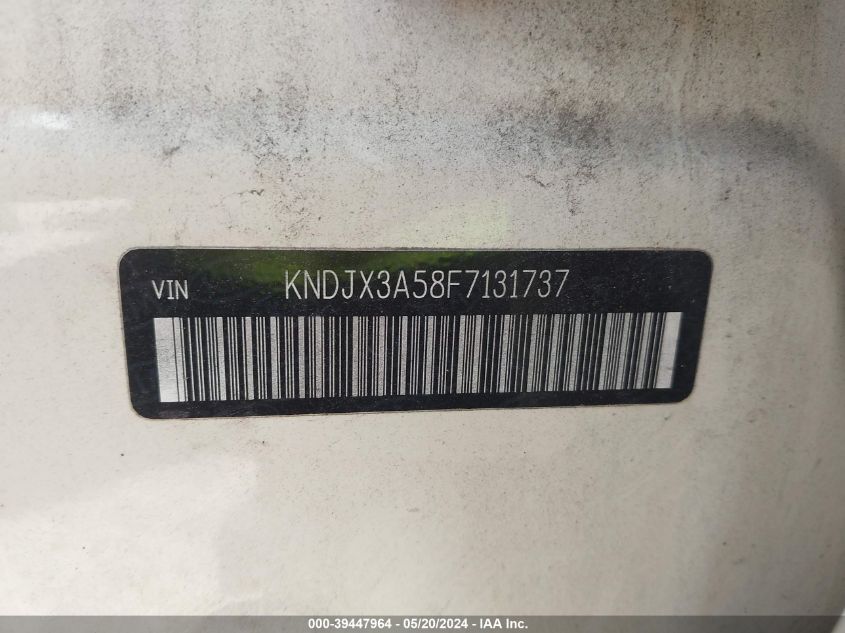 VIN KNDJX3A58F7131737
000-39447964 - 05/20/2024 - IAA Inc.